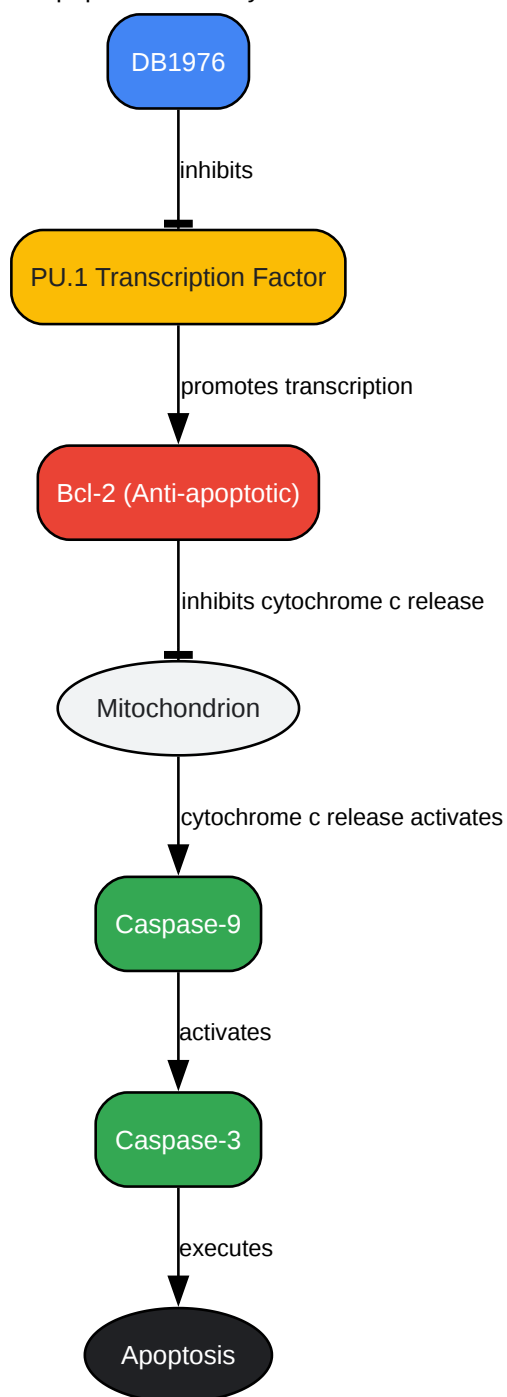 DB1976
inhibits
PU.1 Transcription Factor
promotes transcription
Bcl-2 (Anti-apoptotic)
inhibits cytochrome c release
Mitochondrion
cytochrome c release activates
Caspase-9
activates
Caspase-3
executes
Apoptosis